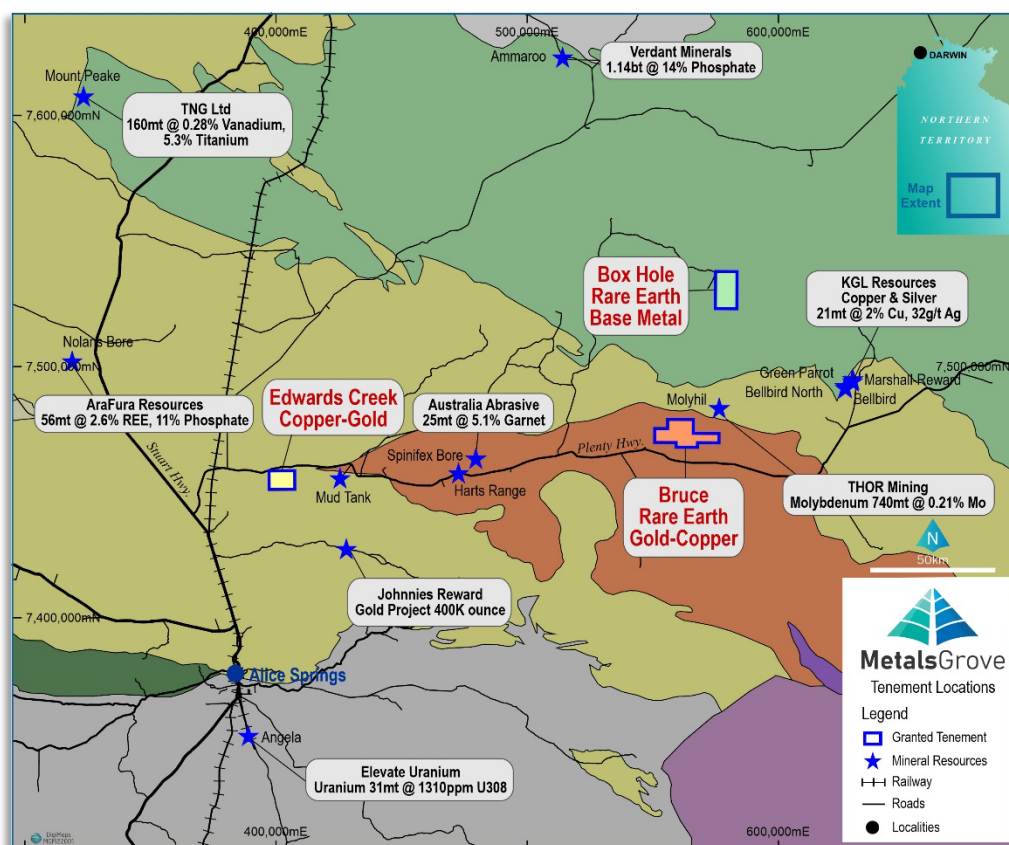 400,000mE
500,000mE
600,000mE
DARWIN
NORTHERN
TERRITORY
Map
Extent
Ammaroo
Verdant Minerals
1.14bt @ 14% Phosphate
Mount Peake
TNG Ltd
160mt @ 0.28% Vanadium,
5.3% Titanium
7,600,000mN
Box Hole
Rare Earth
Base Metal
KGL Resources
Copper & Silver
21mt @ 2% Cu, 32g/t Ag
Nolans Bore
7,500,000mN
7,500,000mN
Green Parrot
Marshall Reward
Bellbird North
Bellbird
Molyhil
AraFura Resources
56mt @ 2.6% REE, 11% Phosphate
Edwards Creek
Copper-Gold
Australia Abrasive
25mt @ 5.1% Garnet
Stuart Hwy.
Spinifex Bore
Plenty Hwy.
Mud Tank
Harts Range
Bruce
Rare Earth
Gold-Copper
THOR Mining
Molybdenum 740mt @ 0.21% Mo
N
50km
Johnnies Reward
Gold Project 400K ounce
7,400,000mN
Alice Springs
Angela
Elevate Uranium
Uranium 31mt @ 1310ppm U308
MetalsGrove
Tenement Locations
Legend
Granted Tenement
Mineral Resources
Railway
Roads
Localities
400,000mE
600,000mE
DigiMaps
MGM22001